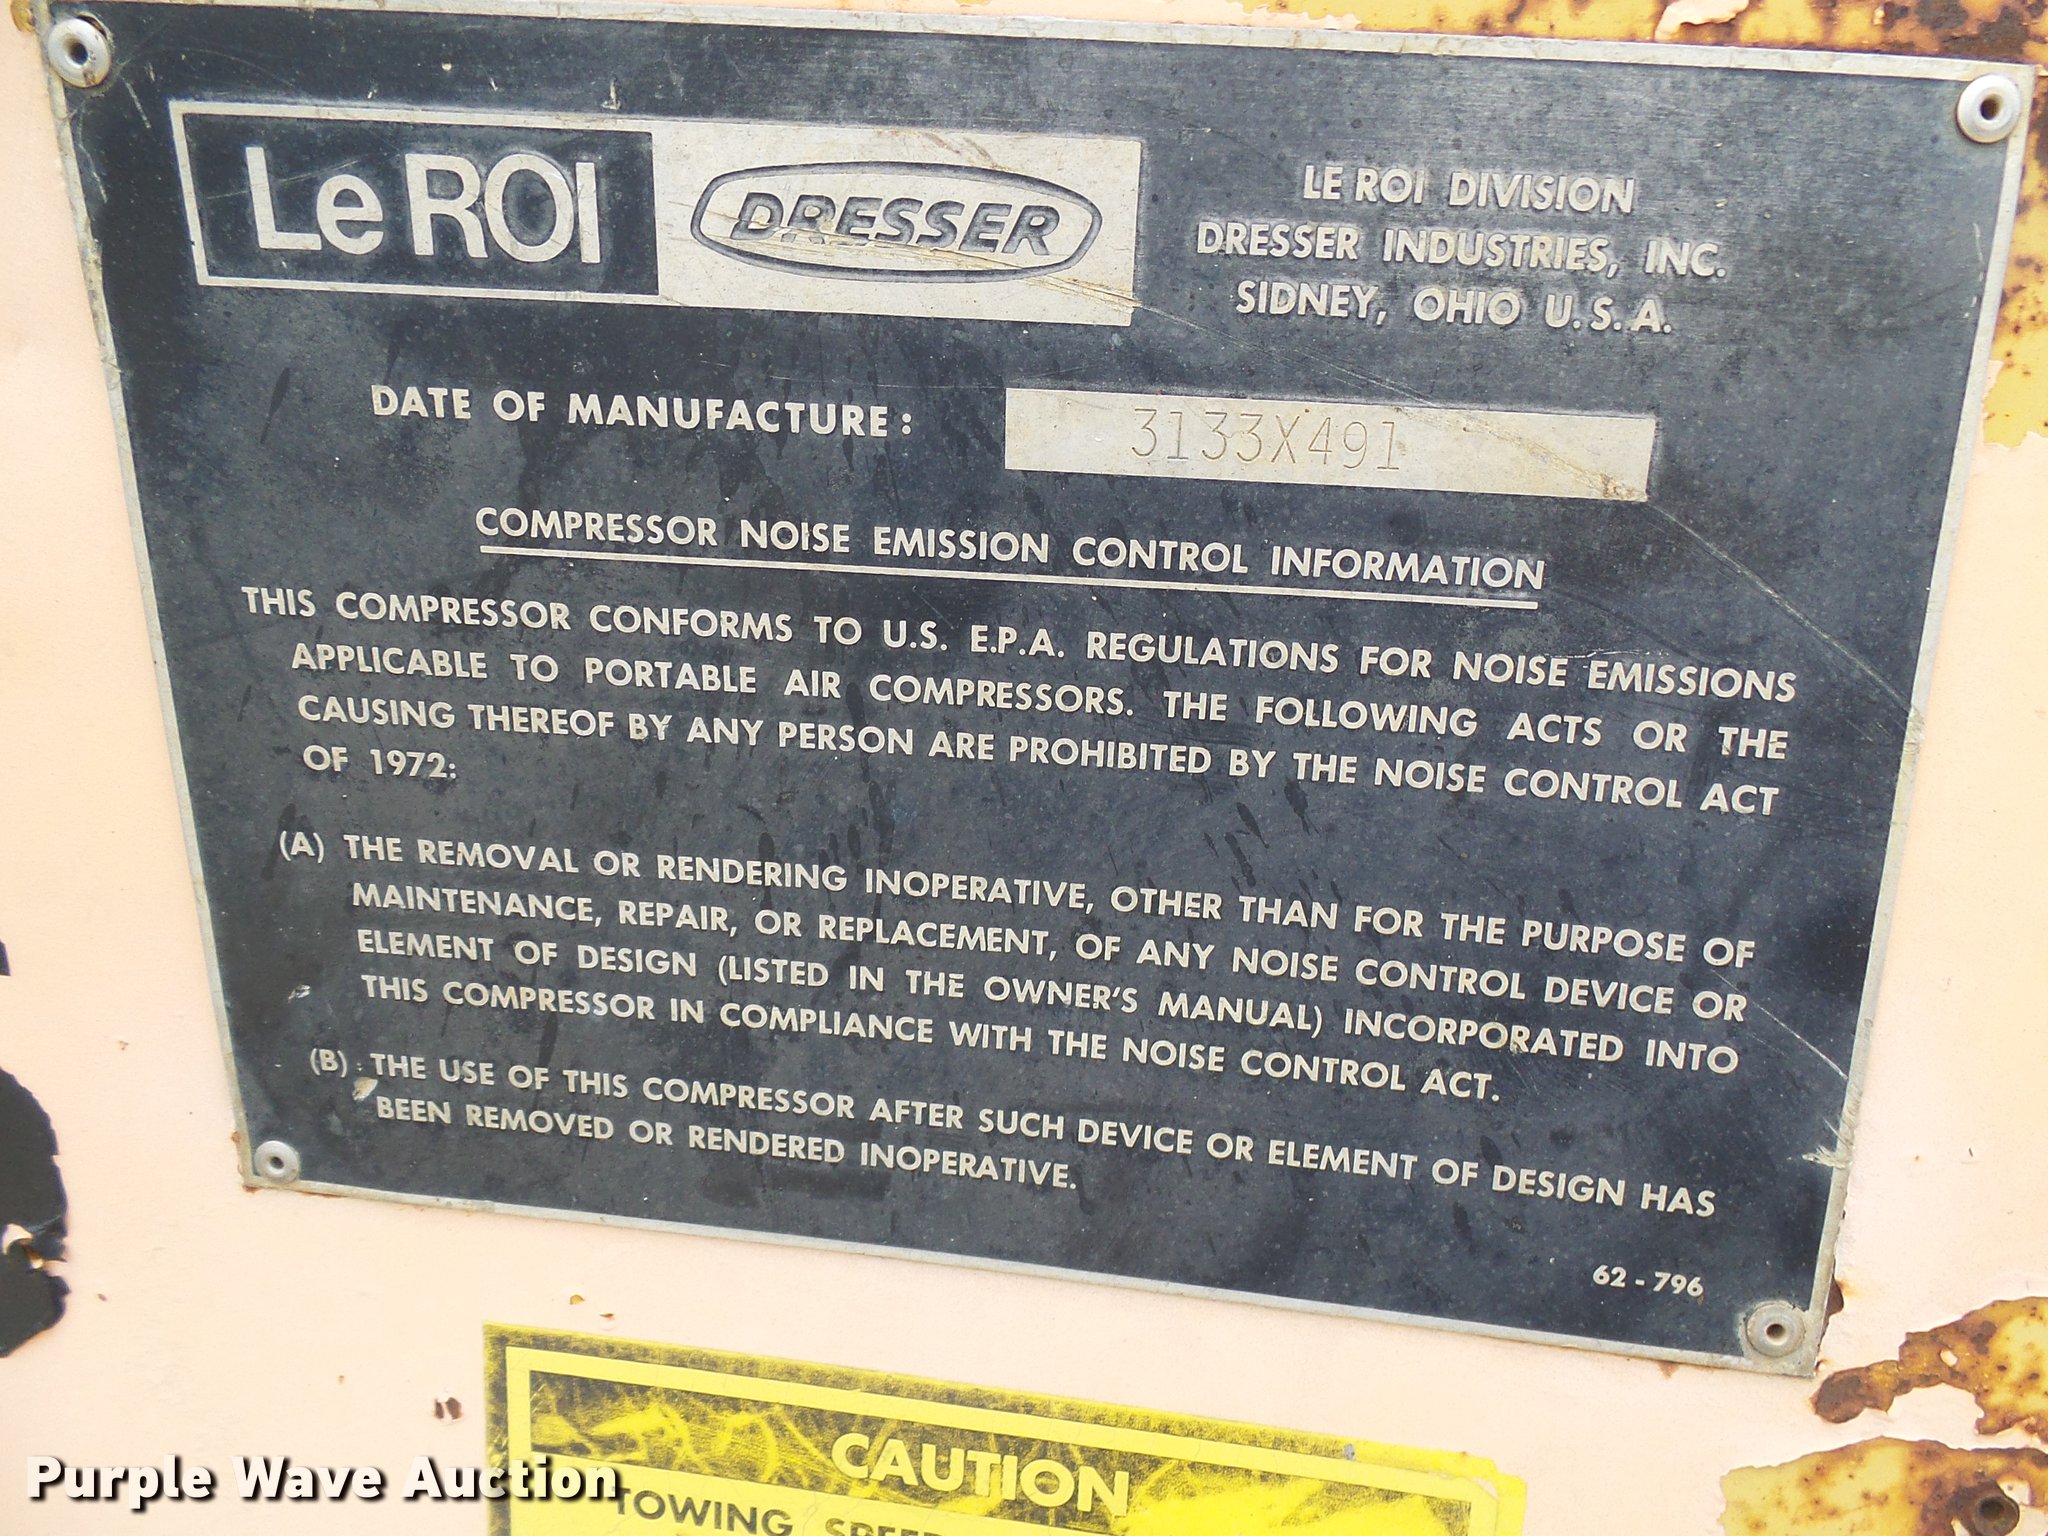 Le ROI
DRESSER
LE ROI DIVISION
DRESSER INDUSTRIES, INC.
SIDNEY, OHIO U.S.A.
DATE OF MANUFACTURE: 3133X491
COMPRESSOR NOISE EMISSION CONTROL INFORMATION
THIS COMPRESSOR CONFORMS TO U.S. E.P.A. REGULATIONS FOR NOISE EMISSIONS
APPLICABLE TO PORTABLE AIR COMPRESSORS. THE FOLLOWING ACTS OR THE
CAUSING THEREOF BY ANY PERSON ARE PROHIBITED BY THE NOISE CONTROL ACT
OF 1972:
(A) THE REMOVAL OR RENDERING INOPERATIVE, OTHER THAN FOR THE PURPOSE OF
MAINTENANCE, REPAIR, OR REPLACEMENT, OF ANY NOISE CONTROL DEVICE OR
ELEMENT OF DESIGN (LISTED IN THE OWNER'S MANUAL) INCORPORATED INTO
THIS COMPRESSOR IN COMPLIANCE WITH THE NOISE CONTROL ACT.
(B) THE USE OF THIS COMPRESSOR AFTER SUCH DEVICE OR ELEMENT OF DESIGN HAS
BEEN REMOVED OR RENDERED INOPERATIVE.
62-796
CAUTION
TOWING
Purple Wave Auction